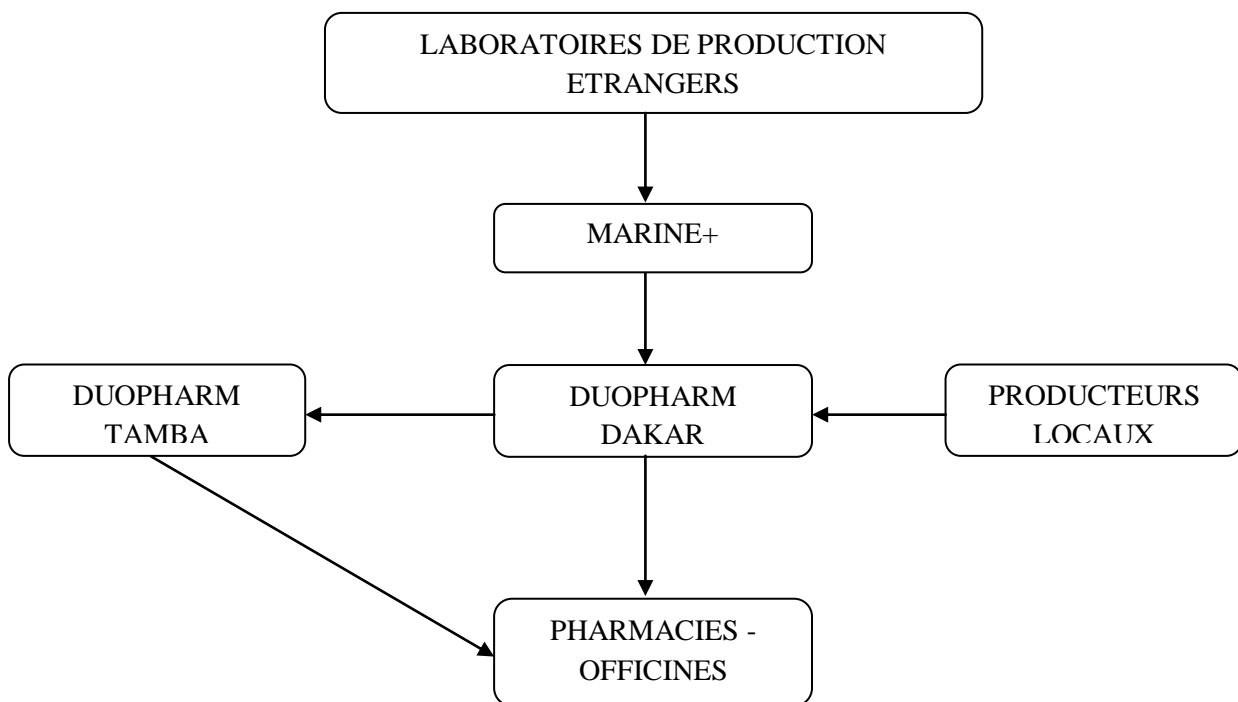 LABORATOIRES DE PRODUCTION
ETRANGERS
MARINE+
DUOPHARM
TAMBA
DUOPHARM
DAKAR
PRODUCTEURS
LOCAUX
PHARMACIES -
OFFICINES